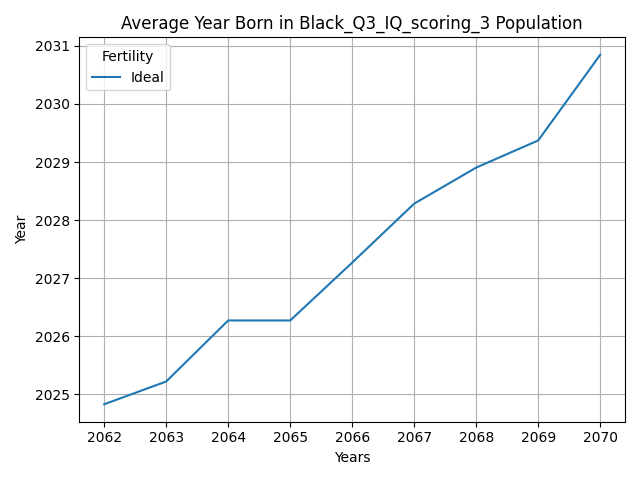 Average Year Born in Black_Q3_IQ_scoring_3 Population
Fertility
Ideal
2031
2030
2029
2028
2027
2026
2025
Year
2062 2063 2064 2065 2066 2067 2068 2069 2070
Years